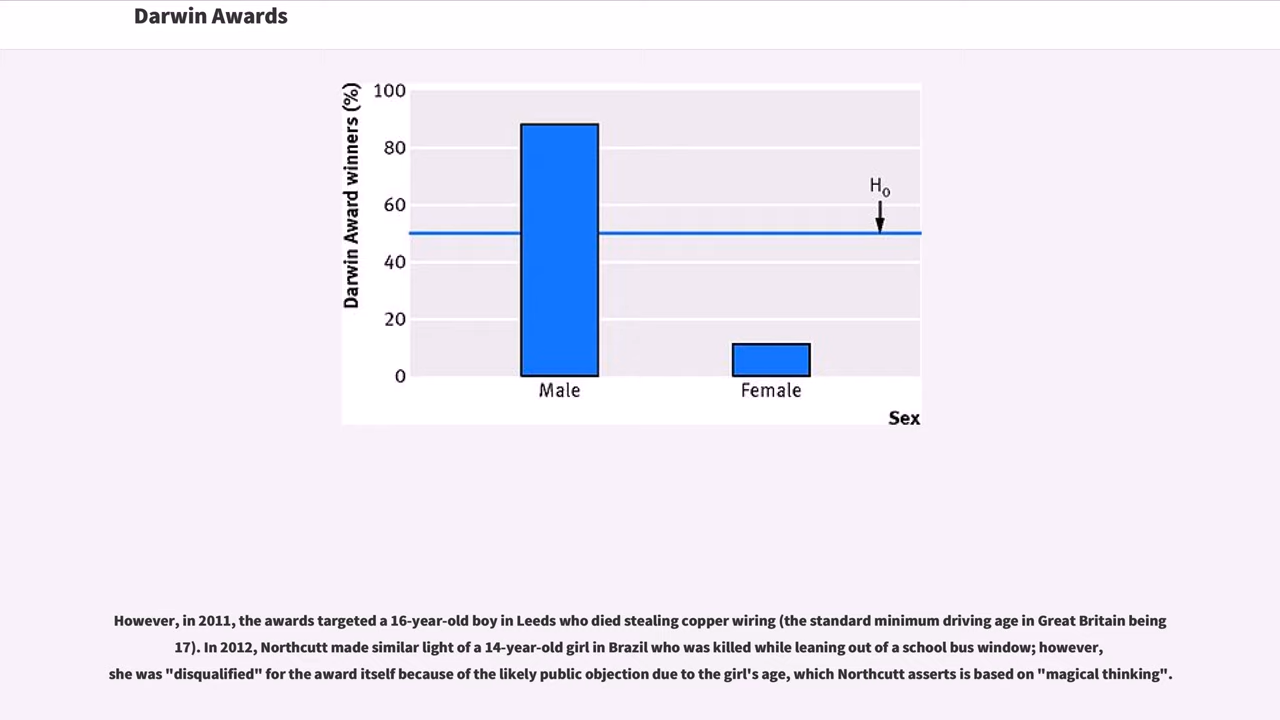 Darwin Awards
Darwin Award winners (%)
100
80
60
40
20
0
H₀
Male Female
Sex
However, in 2011, the awards targeted a 16-year-old boy in Leeds who died stealing copper wiring (the standard minimum driving age in Great Britain being
17). In 2012, Northcutt made similar light of a 14-year-old girl in Brazil who was killed while leaning out of a school bus window; however,
she was "disqualified" for the award itself because of the likely public objection due to the girl's age, which Northcutt asserts is based on "magical thinking".